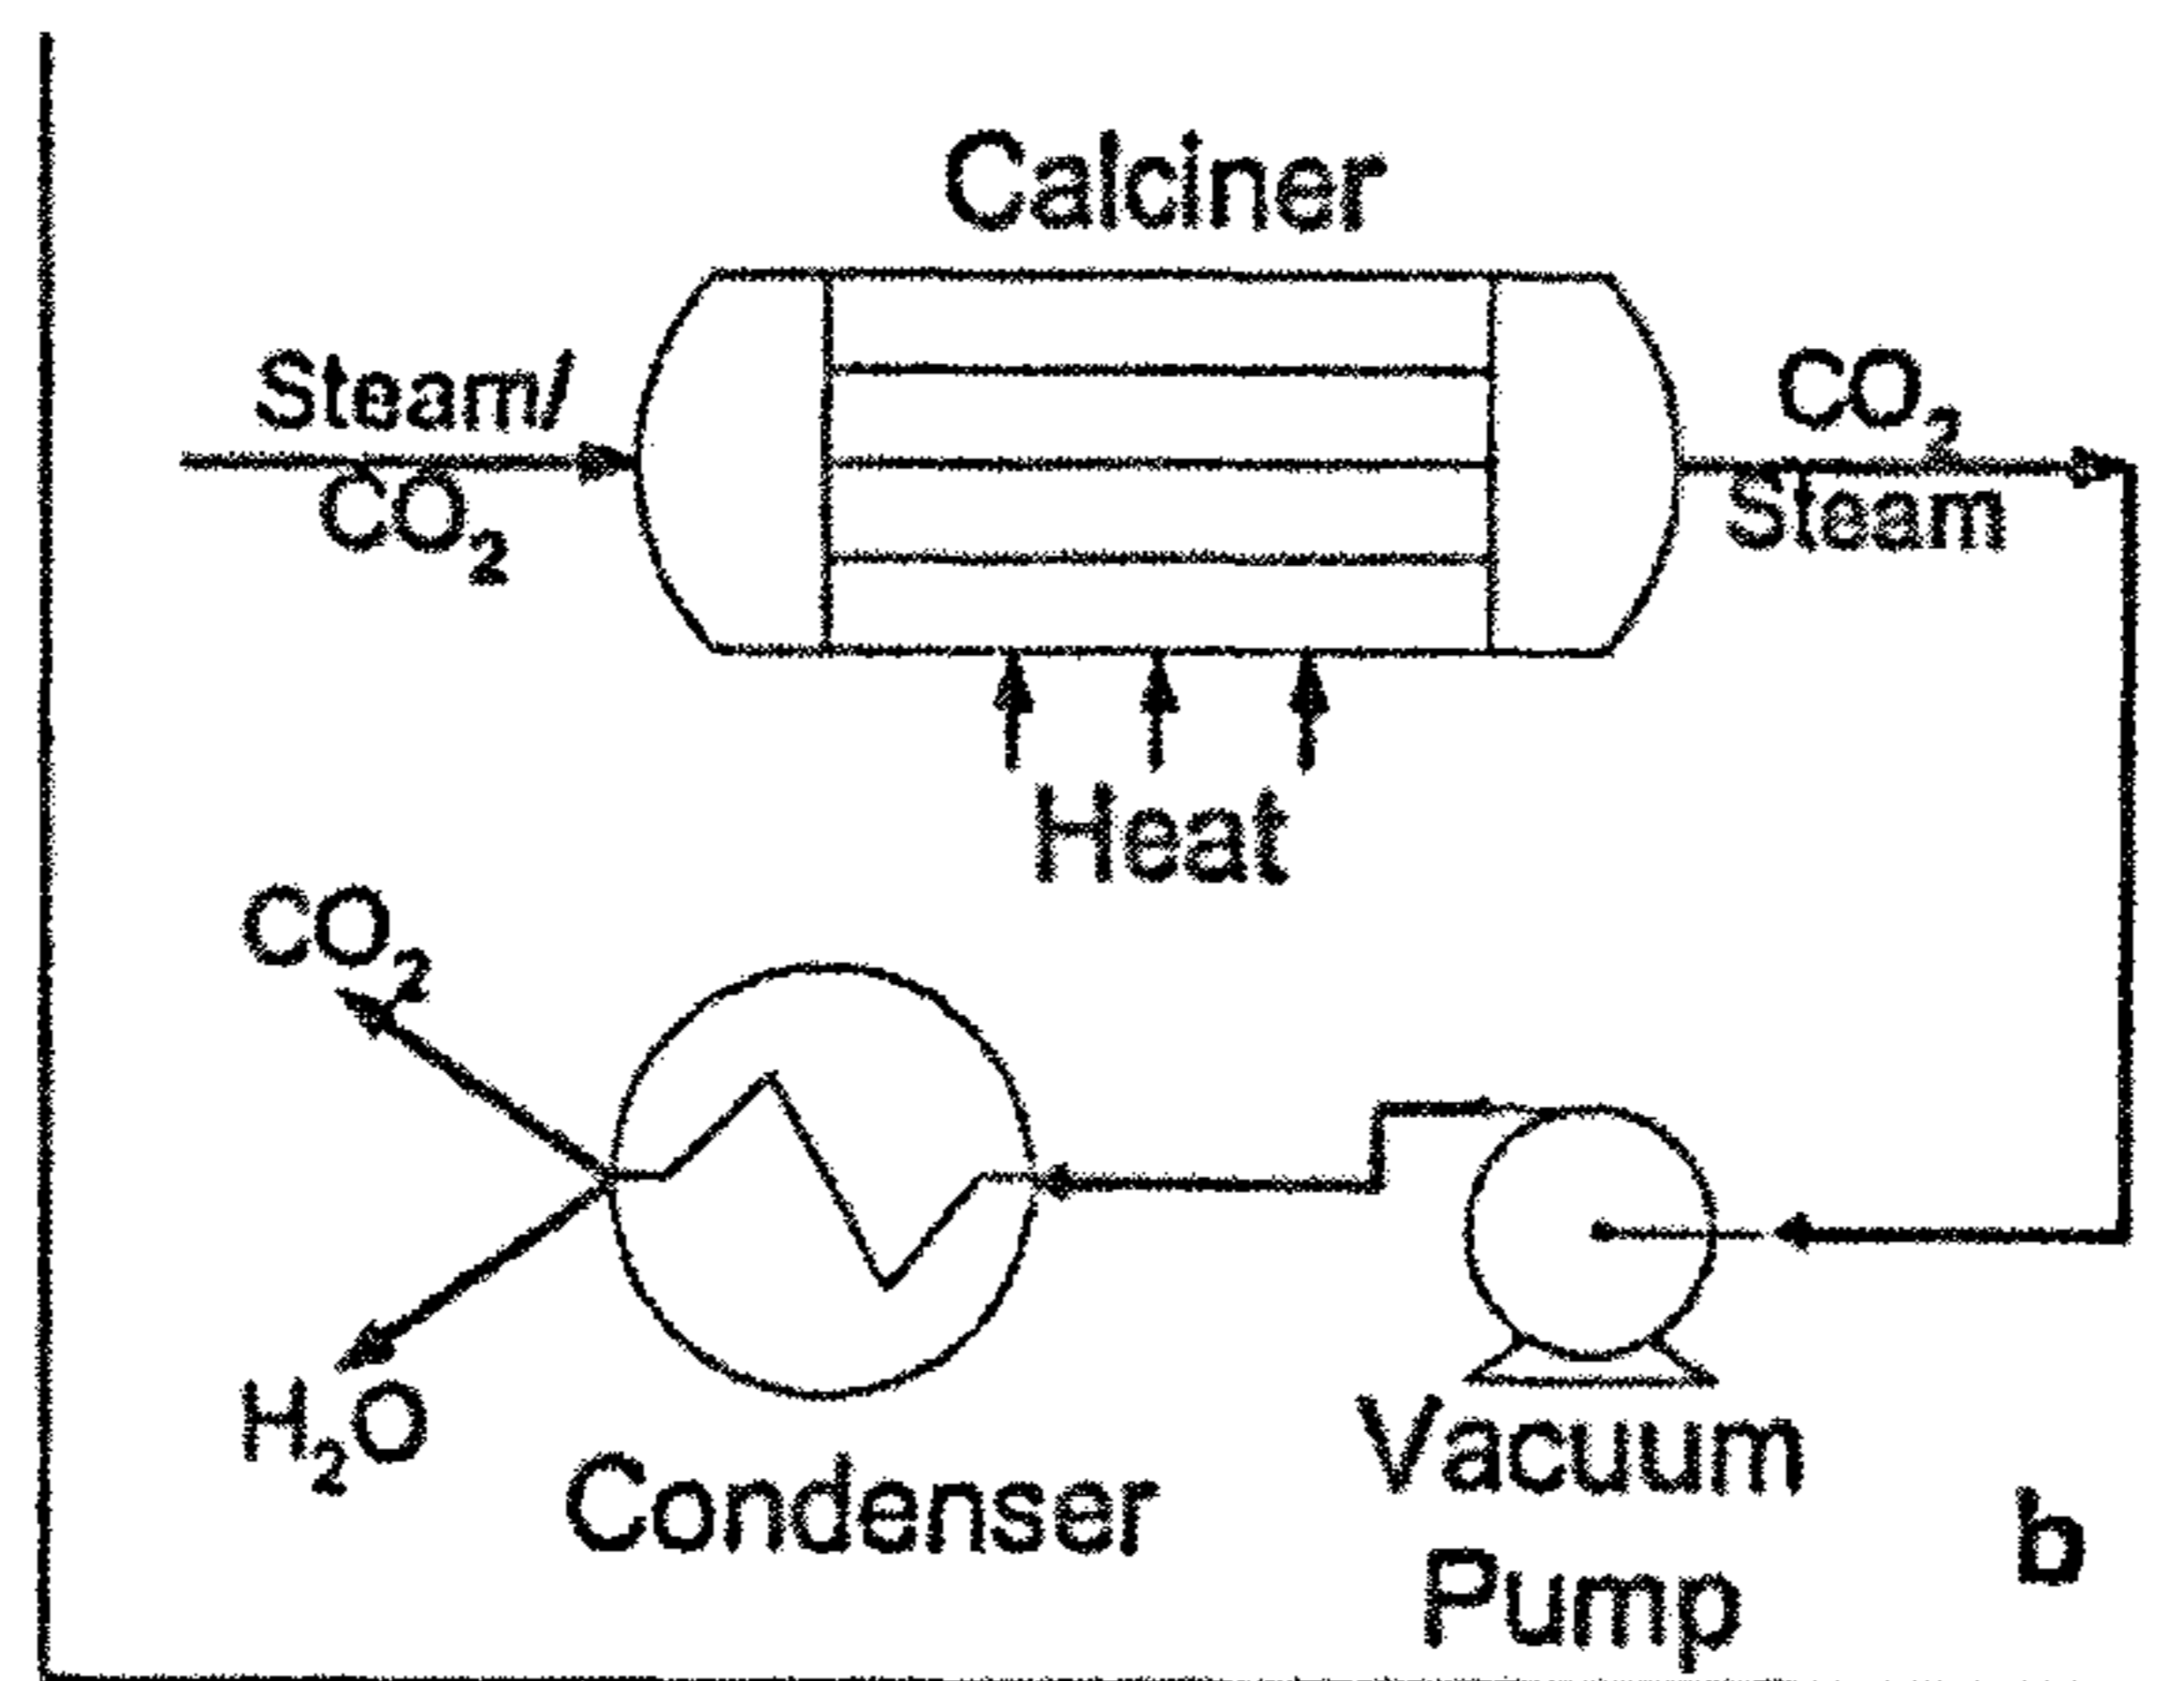 Calciner
Steam/
CO₂
CO₂
Steam
Heat
CO₂
H₂O
Condenser
Vacuum
Pump
b